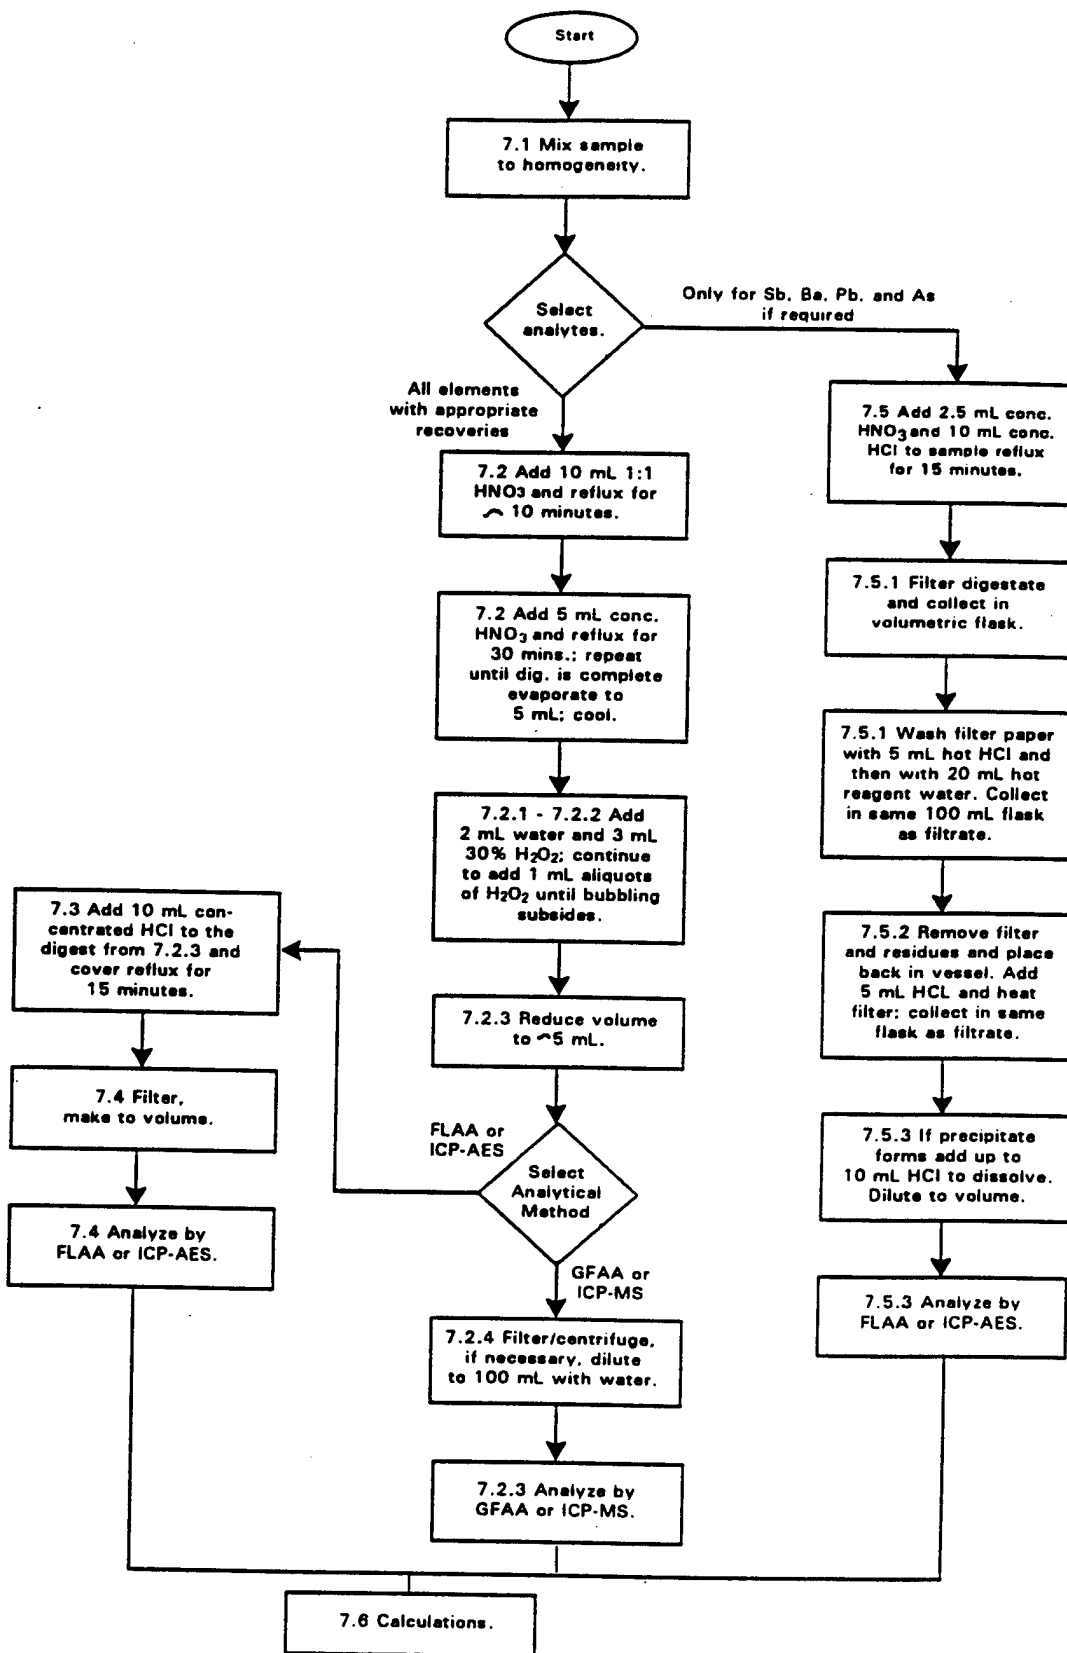 Start
7.1 Mix sample
to homogeneity.
Select
analytes.
Only for Sb, Ba, Pb, and As
if required
All elements
with appropriate
recoveries
7.2 Add 10 mL 1:1
HNO3 and reflux for
~ 10 minutes.
7.2 Add 5 mL conc.
HNO3 and reflux for
30 mins.; repeat
until dig. is complete
evaporate to
5 mL; cool.
7.2.1 - 7.2.2 Add
2 mL water and 3 mL
30% H2O2; continue
to add 1 mL aliquots
of H2O2 until bubbling
subsides.
7.2.3 Reduce volume
to ~5 mL.
Select
Analytical
Method
FLAA or
ICP-AES
7.3 Add 10 mL con-
centrated HCl to the
digest from 7.2.3 and
cover reflux for
15 minutes.
7.4 Filter,
make to volume.
7.4 Analyze by
FLAA or ICP-AES.
GFAA or
ICP-MS
7.2.4 Filter/centrifuge,
if necessary, dilute
to 100 mL with water.
7.2.3 Analyze by
GFAA or ICP-MS.
7.5 Add 2.5 mL conc.
HNO3 and 10 mL conc.
HCl to sample reflux
for 15 minutes.
7.5.1 Filter digestate
and collect in
volumetric flask.
7.5.1 Wash filter paper
with 5 mL hot HCl and
then with 20 mL hot
reagent water. Collect
in same 100 mL flask
as filtrate.
7.5.2 Remove filter
and residues and place
back in vessel. Add
5 mL HCL and heat
filter; collect in same
flask as filtrate.
7.5.3 If precipitate
forms add up to
10 mL HCl to dissolve.
Dilute to volume.
7.5.3 Analyze by
FLAA or ICP-AES.
7.6 Calculations.